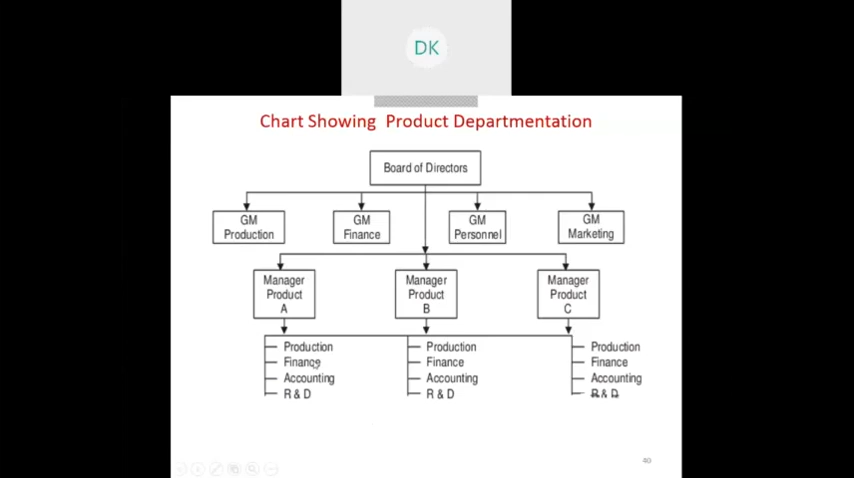 DK
Chart Showing Product Departmentation
Board of Directors
GM
Production
GM
Finance
GM
Personnel
GM
Marketing
Manager
Product
A
Manager
Product
B
Manager
Product
C
Production
Finance
Accounting
R & D
Production
Finance
Accounting
R & D
Production
Finance
Accounting
R & D
40